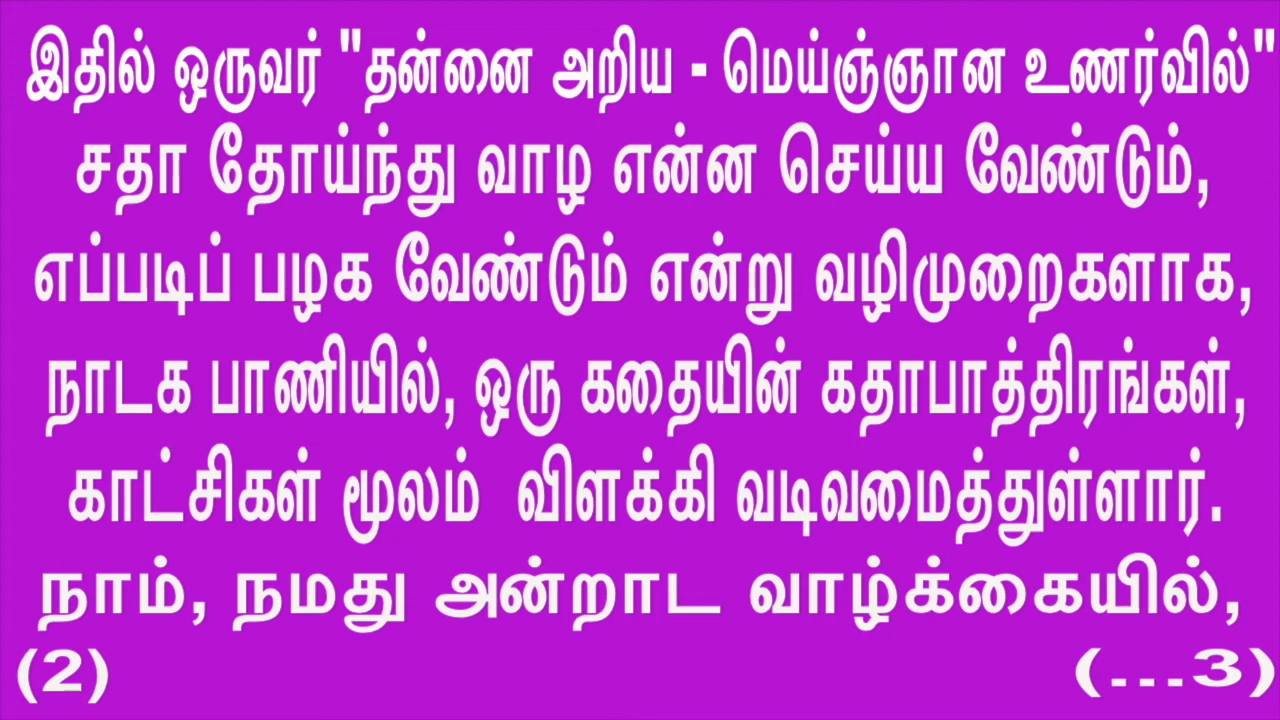 இதில் ஒருவர் "தன்னை அறிய - மெய்ஞ்ஞான உணர்வில்"
சதா தோய்ந்து வாழ என்ன செய்ய வேண்டும்,
எப்படிப் பழக வேண்டும் என்று வழிமுறைகளாக,
நாடக பாணியில், ஒரு கதையின் கதாபாத்திரங்கள்,
காட்சிகள் மூலம் விளக்கி வடிவமைத்துள்ளார்.
நாம், நமது அன்றாட வாழ்க்கையில்,
(2) (...3)